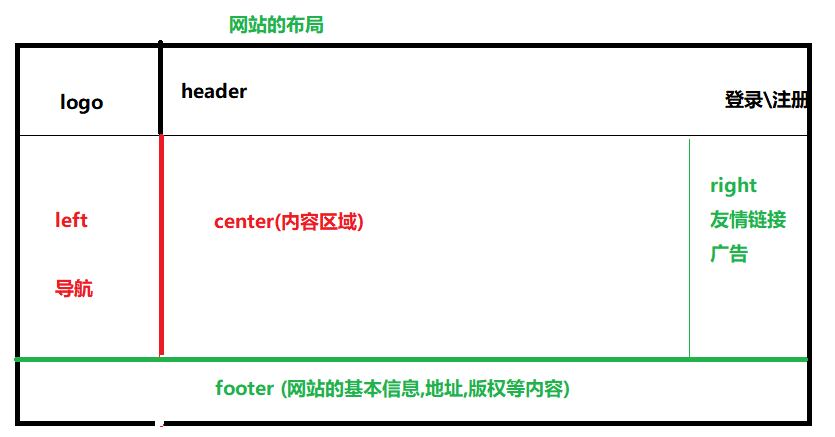 网站的布局
logo
header
登录\注册
left
导航
center(内容区域)
right
友情链接
广告
footer (网站的基本信息,地址,版权等内容)